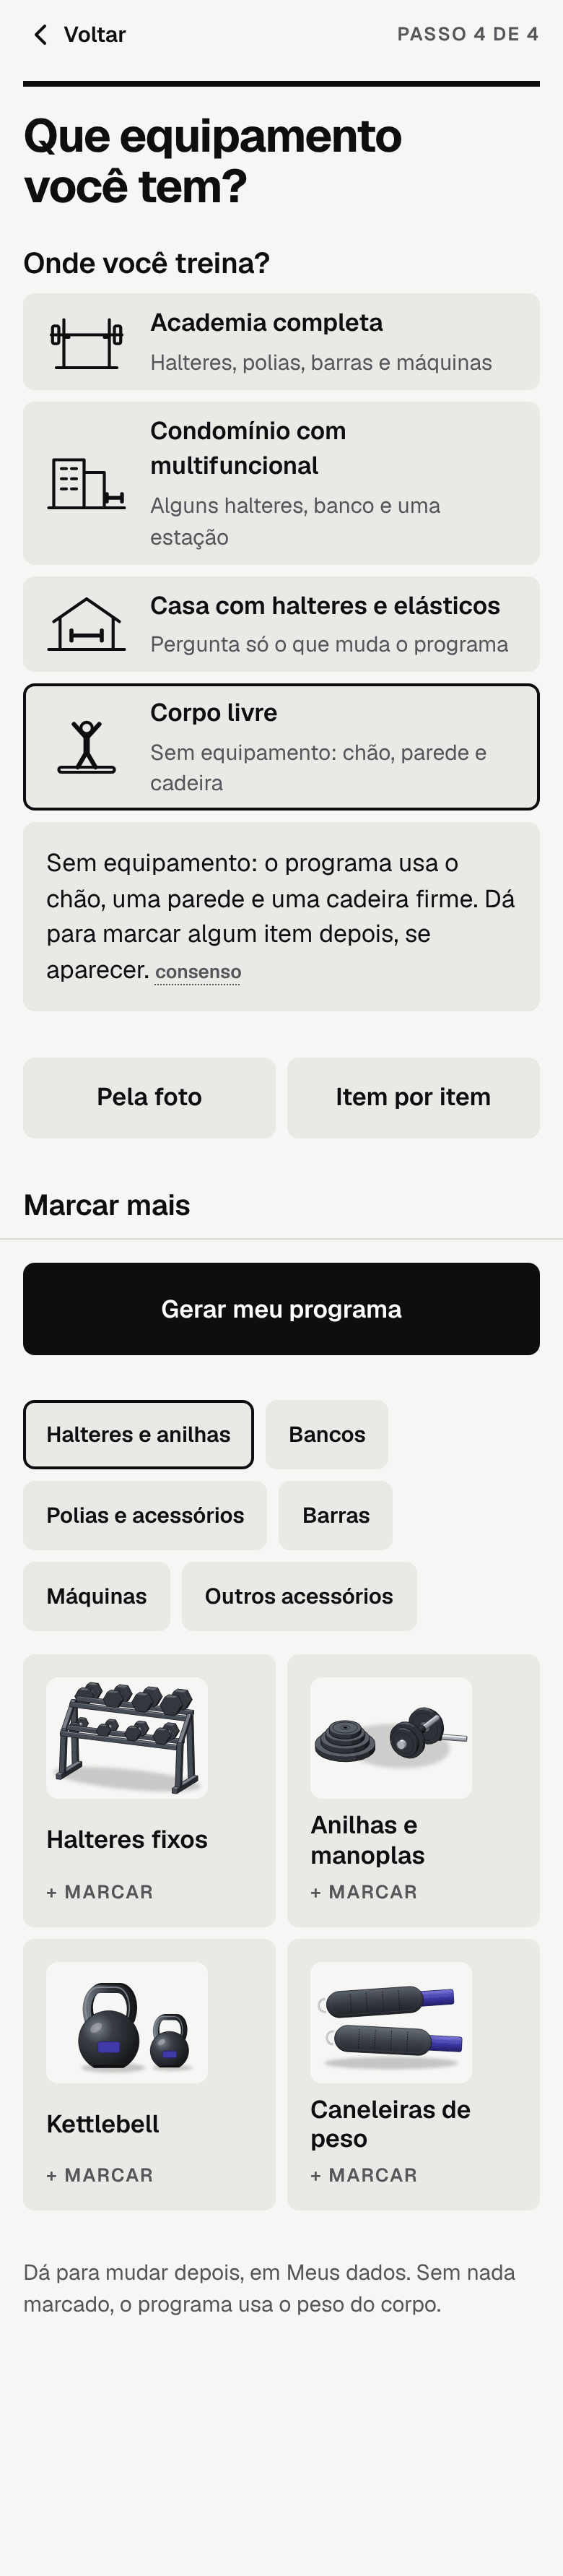 Voltar
PASSO 4 DE 4
Que equipamento
você tem?
Onde você treina?
Academia completa
Halteres, polias, barras e máquinas
Condomínio com
multifuncional
Alguns halteres, banco e uma
estação
Casa com halteres e elásticos
Pergunta só o que muda o programa
Corpo livre
Sem equipamento: chão, parede e
cadeira
Sem equipamento: o programa usa o
chão, uma parede e uma cadeira firme. Dá
para marcar algum item depois, se
aparecer. consenso
Pela foto
Item por item
Marcar mais
Gerar meu programa
Halteres e anilhas
Bancos
Polias e acessórios
Barras
Máquinas
Outros acessórios
Halteres fixos
+ MARCAR
Anilhas e
manoplas
+ MARCAR
Kettlebell
+ MARCAR
Caneleiras de
peso
+ MARCAR
Dá para mudar depois, em Meus dados. Sem nada
marcado, o programa usa o peso do corpo.